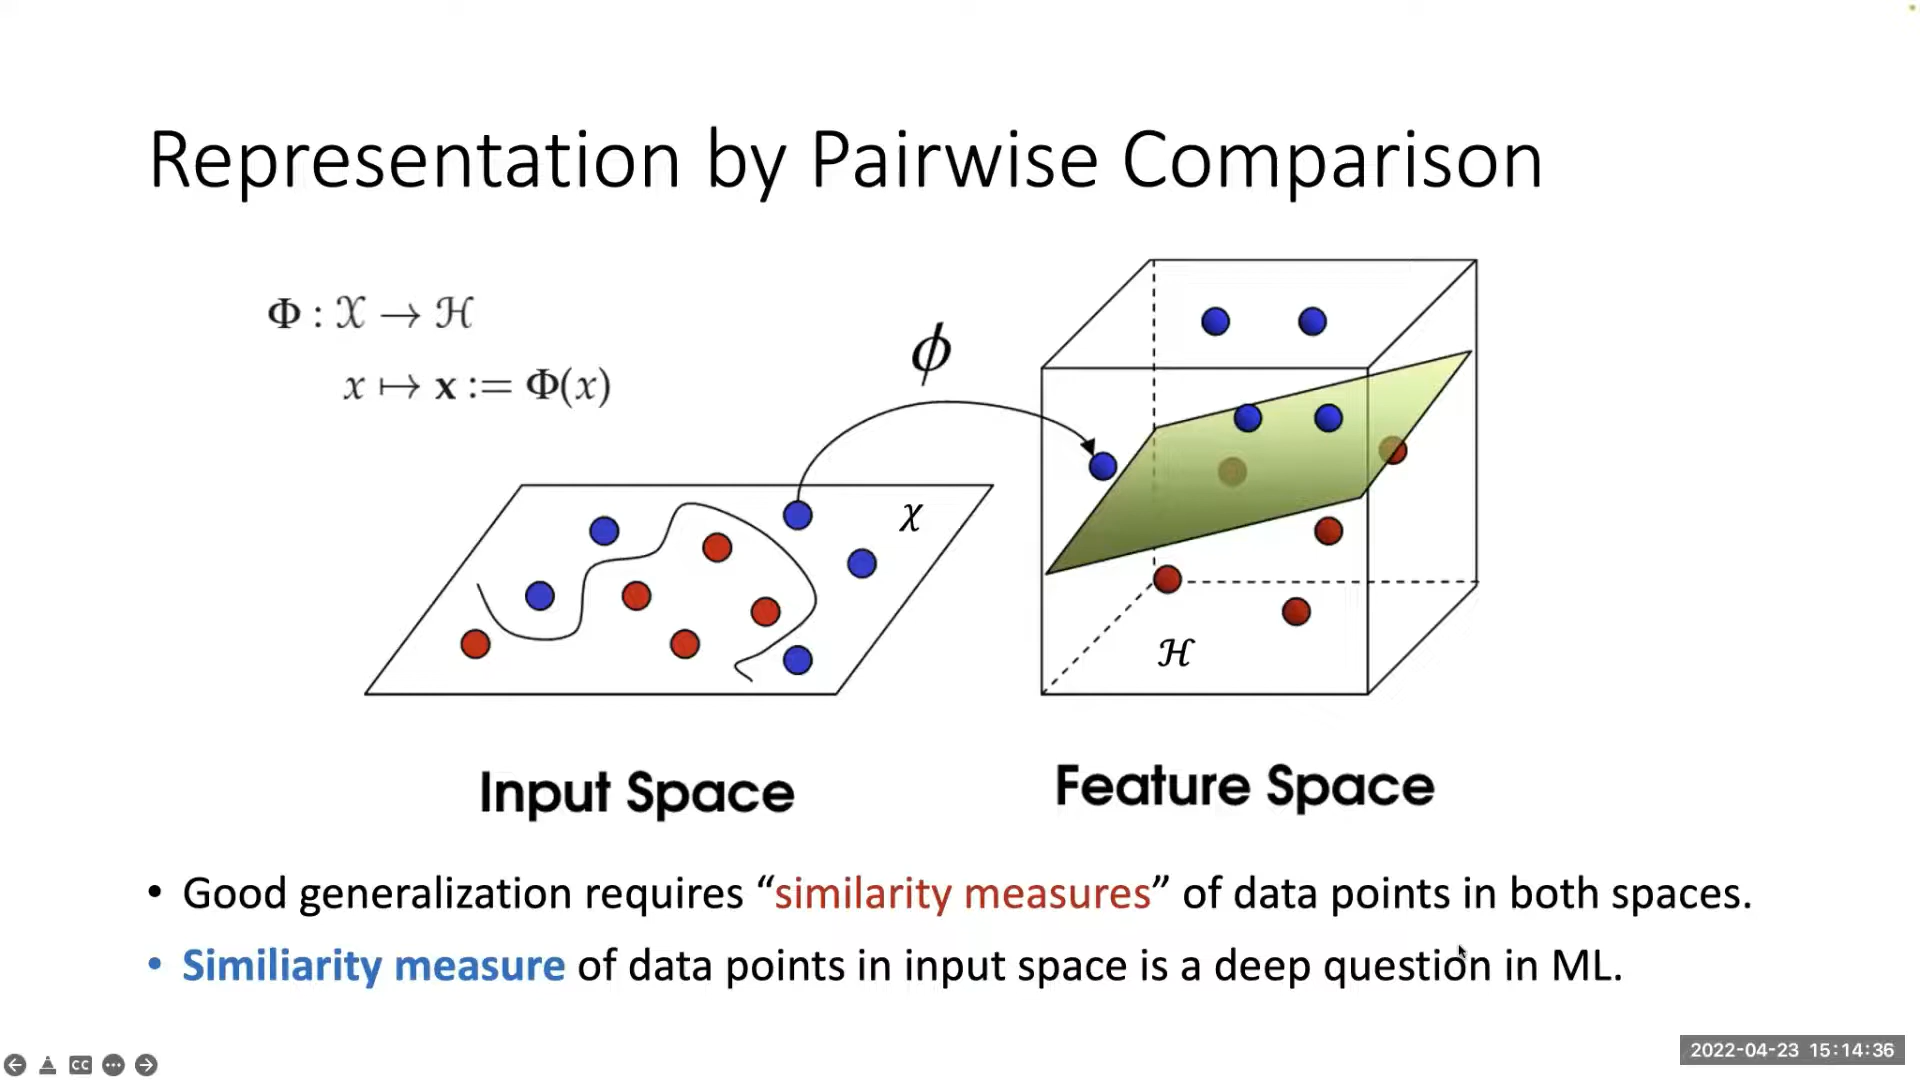 Representation by Pairwise Comparison
Φ : X → H
x ↦ x := Φ(x)
ϕ
χ
H
Input Space
Feature Space
• Good generalization requires “similarity measures” of data points in both spaces.
• Similiarity measure of data points in input space is a deep question in ML.
CC
2022-04-23 15:14:36